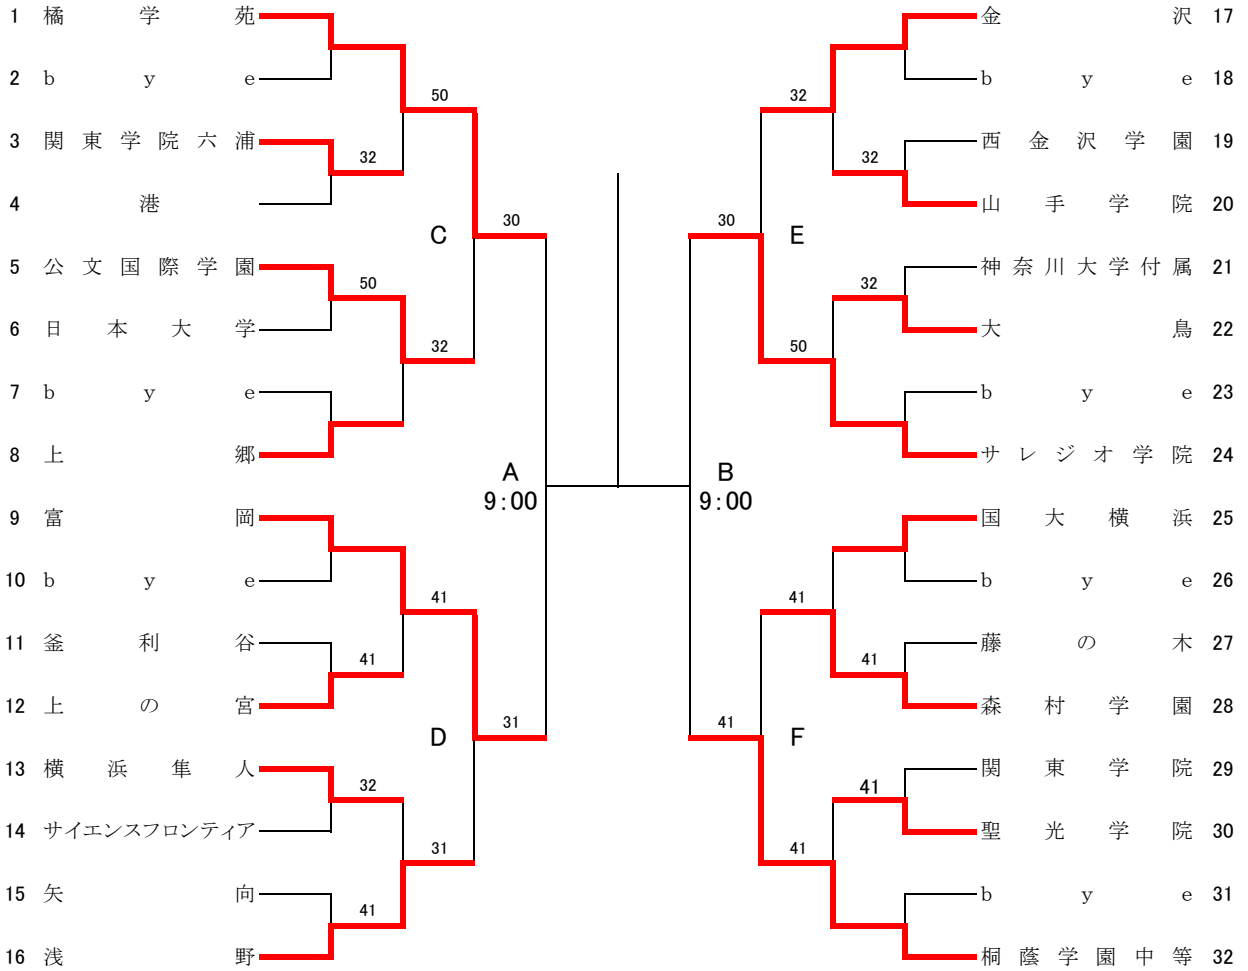 1 橘学苑
2 bye
50
3 関東学院六浦
32
4 港
C
30
5 公文国際学園
50
6 日本大学
32
7 bye
8 上郷
A
9:00
9 富岡
10 bye
41
11 釜利谷
41
12 上の宮
D
31
13 横浜隼人
32
14 サイエンスフロンティア
31
15 矢向
41
16 浅野
金沢 17
bye 18
32
西金沢学園 19
32
山手学院 20
30
E
神奈川大学付属 21
32
大鳥 22
50
bye 23
サレジオ学院 24
B
9:00
国大横浜 25
bye 26
41
藤の木 27
41
森村学園 28
41
F
関東学院 29
41
聖光学院 30
41
bye 31
桐蔭学園中等 32